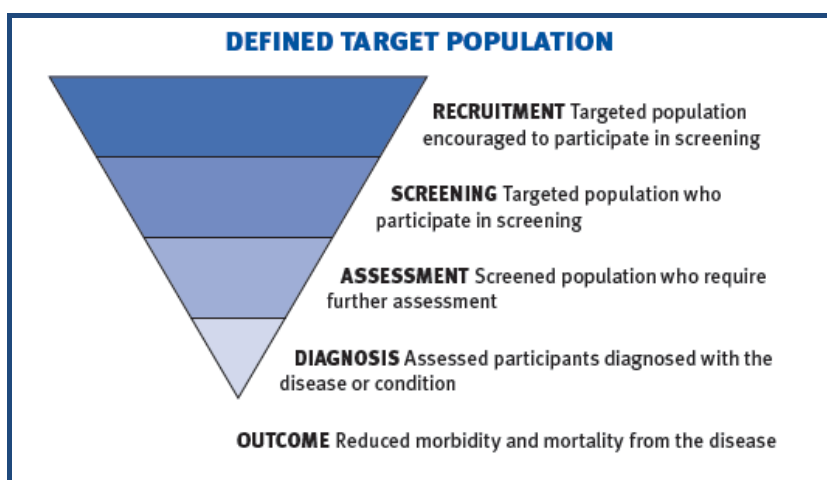 DEFINED TARGET POPULATION
RECRUITMENT Targeted population
encouraged to participate in screening
SCREENING Targeted population who
participate in screening
ASSESSMENT Screened population who require
further assessment
DIAGNOSIS Assessed participants diagnosed with the
disease or condition
OUTCOME Reduced morbidity and mortality from the disease